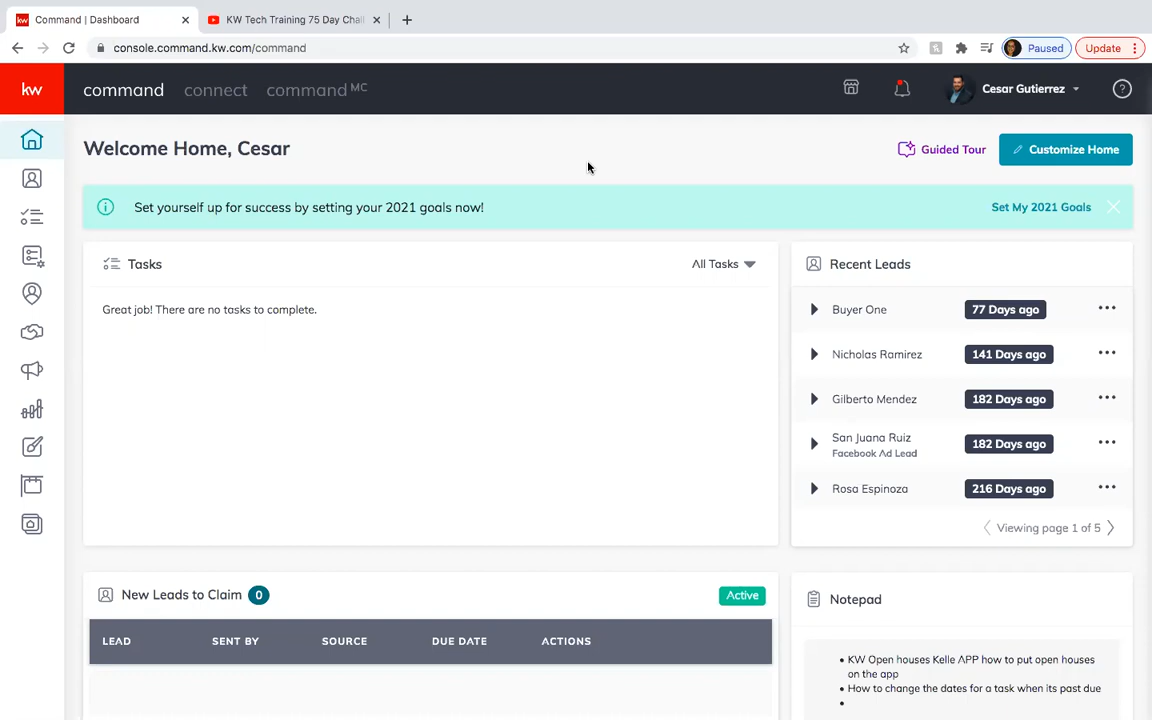 kw Command | Dashboard
KW Tech Training 75 Day Chal
console.command.kw.com/command
Paused
Update
kw
command connect command MC
Cesar Gutierrez
Welcome Home, Cesar
Guided Tour
Customize Home
Set yourself up for success by setting your 2021 goals now!
Set My 2021 Goals
Tasks
All Tasks
Great job! There are no tasks to complete.
Recent Leads
Buyer One 77 Days ago
Nicholas Ramirez 141 Days ago
Gilberto Mendez 182 Days ago
San Juana Ruiz 182 Days ago
Facebook Ad Lead
Rosa Espinoza 216 Days ago
Viewing page 1 of 5
New Leads to Claim 0
Active
LEAD SENT BY SOURCE DUE DATE ACTIONS
Notepad
• KW Open houses Kelle APP how to put open houses
on the app
• How to change the dates for a task when its past due
•